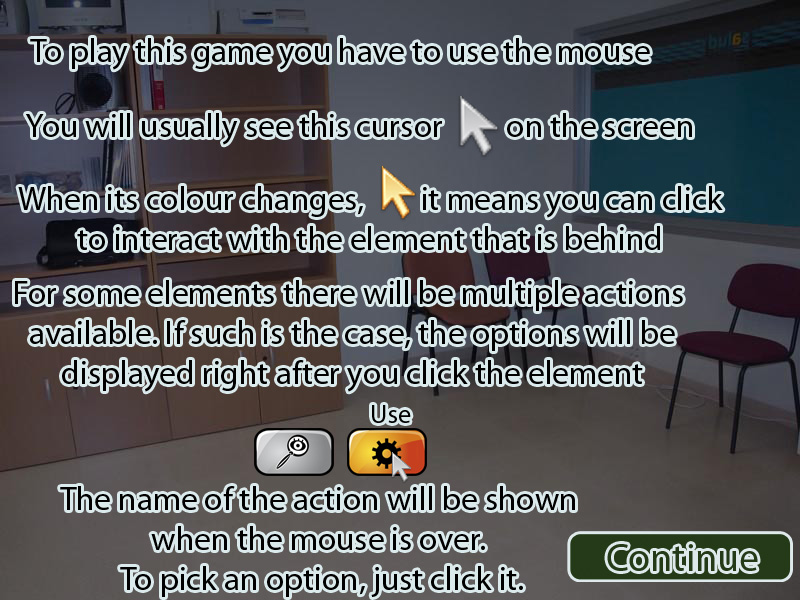 To play this game you have to use the mouse
You will usually see this cursor on the screen
When its colour changes, it means you can click
to interact with the element that is behind
For some elements there will be multiple actions
available. If such is the case, the options will be
displayed right after you click the element
Use
The name of the action will be shown
when the mouse is over.
To pick an option, just click it.
Continue